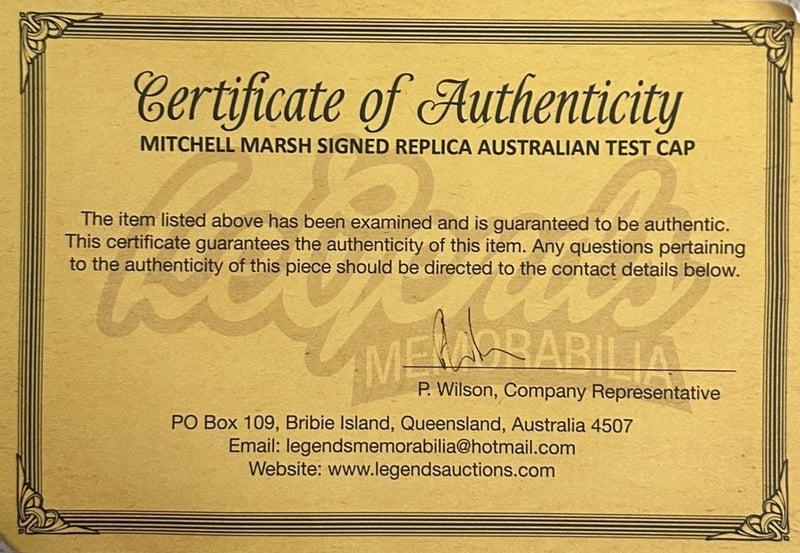 Certificate of Authenticity
MITCHELL MARSH SIGNED REPLICA AUSTRALIAN TEST CAP
The item listed above has been examined and is guaranteed to be authentic.
This certificate guarantees the authenticity of this item. Any questions pertaining
to the authenticity of this piece should be directed to the contact details below.
Legends
MEMORABILIA
P. Wilson, Company Representative
PO Box 109, Bribie Island, Queensland, Australia 4507
Email: legendsmemorabilia@hotmail.com
Website: www.legendsauctions.com